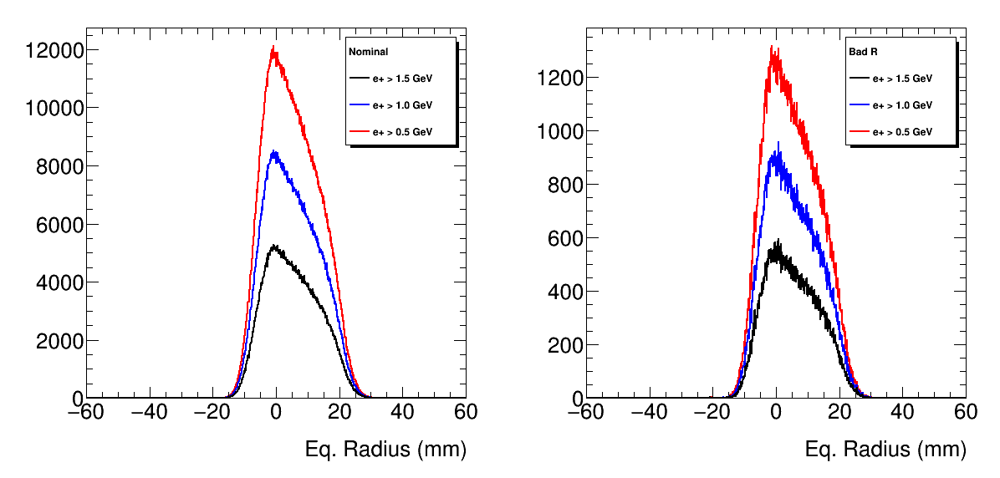 12000
10000
8000
6000
4000
2000
0
−60 −40 −20 0 20 40 60
Eq. Radius (mm)
Nominal
e+ > 1.5 GeV
e+ > 1.0 GeV
e+ > 0.5 GeV
1200
1000
800
600
400
200
0
−60 −40 −20 0 20 40 60
Eq. Radius (mm)
Bad R
e+ > 1.5 GeV
e+ > 1.0 GeV
e+ > 0.5 GeV